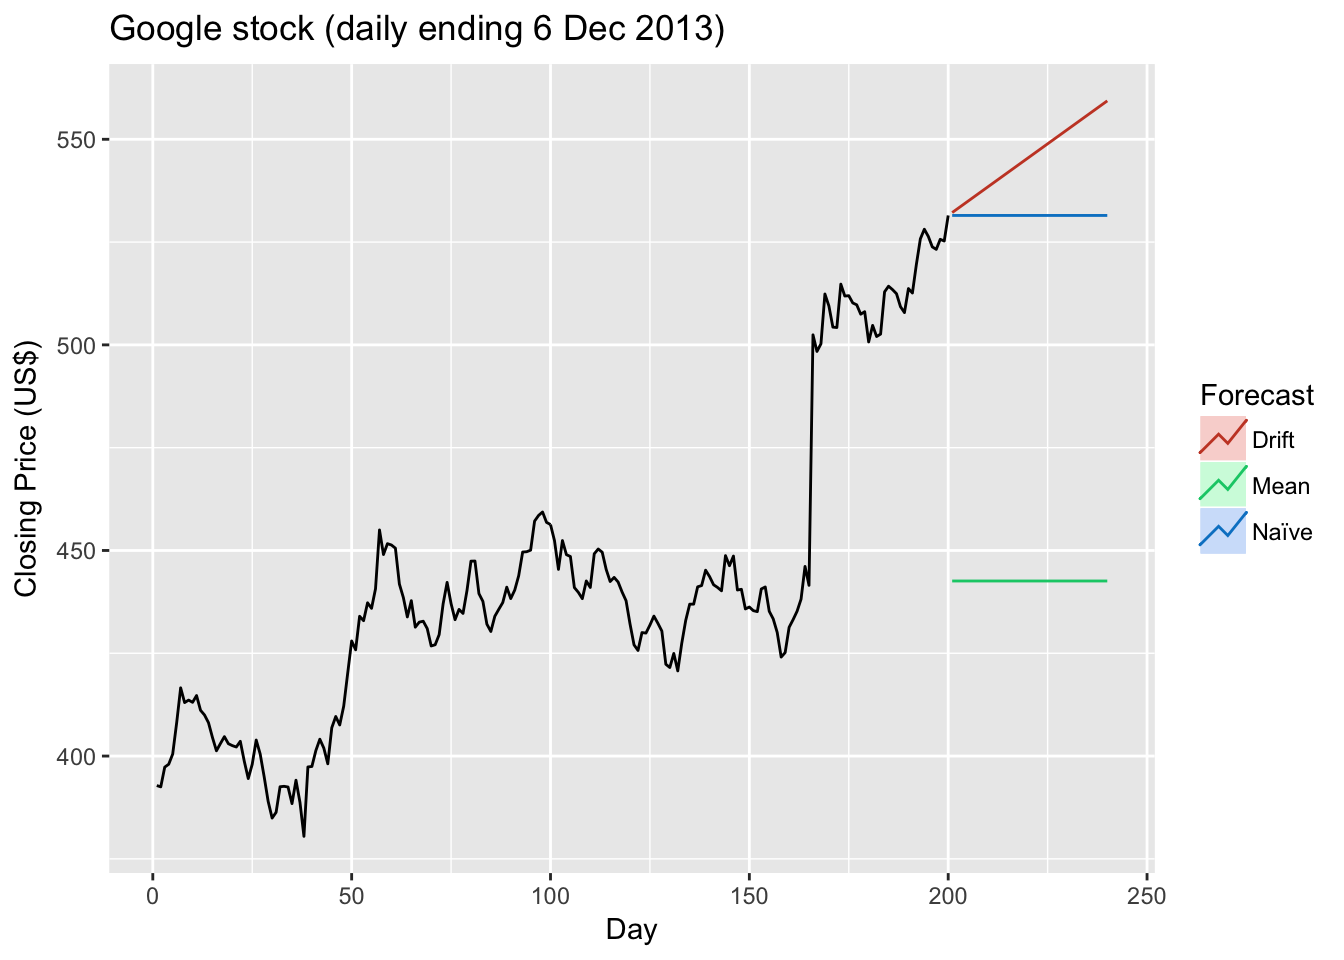 Google stock (daily ending 6 Dec 2013)
550
500
450
400
Closing Price (US$)
0 50 100 150 200 250
Day
Forecast
Drift
Mean
Naïve